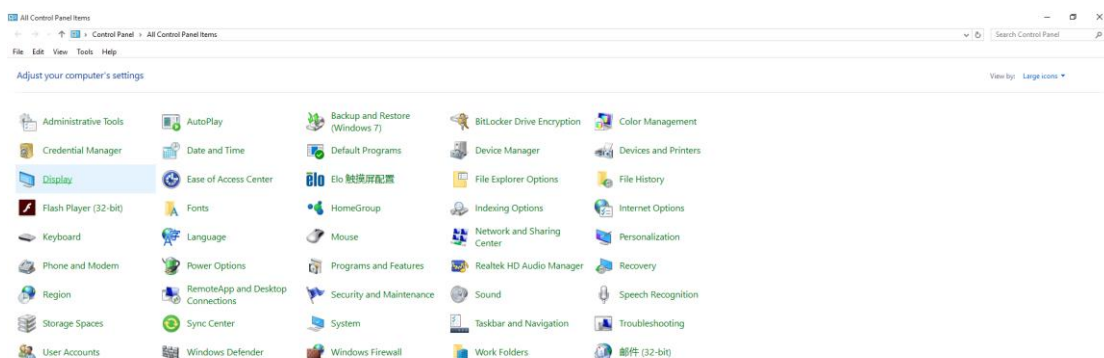 All Control Panel Items
Control Panel > All Control Panel Items
Search Control Panel
File Edit View Tools Help
Adjust your computer's settings
View by: Large icons
Administrative Tools
AutoPlay
Backup and Restore
(Windows 7)
BitLocker Drive Encryption
Color Management
Credential Manager
Date and Time
Default Programs
Device Manager
Devices and Printers
Display
Ease of Access Center
elo Elo 触摸屏配置
File Explorer Options
File History
Flash Player (32-bit)
Fonts
HomeGroup
Indexing Options
Internet Options
Keyboard
Language
Mouse
Network and Sharing
Center
Personalization
Phone and Modem
Power Options
Programs and Features
Realtek HD Audio Manager
Recovery
Region
RemoteApp and Desktop
Connections
Security and Maintenance
Sound
Speech Recognition
Storage Spaces
Sync Center
System
Taskbar and Navigation
Troubleshooting
User Accounts
Windows Defender
Windows Firewall
Work Folders
邮件 (32-bit)